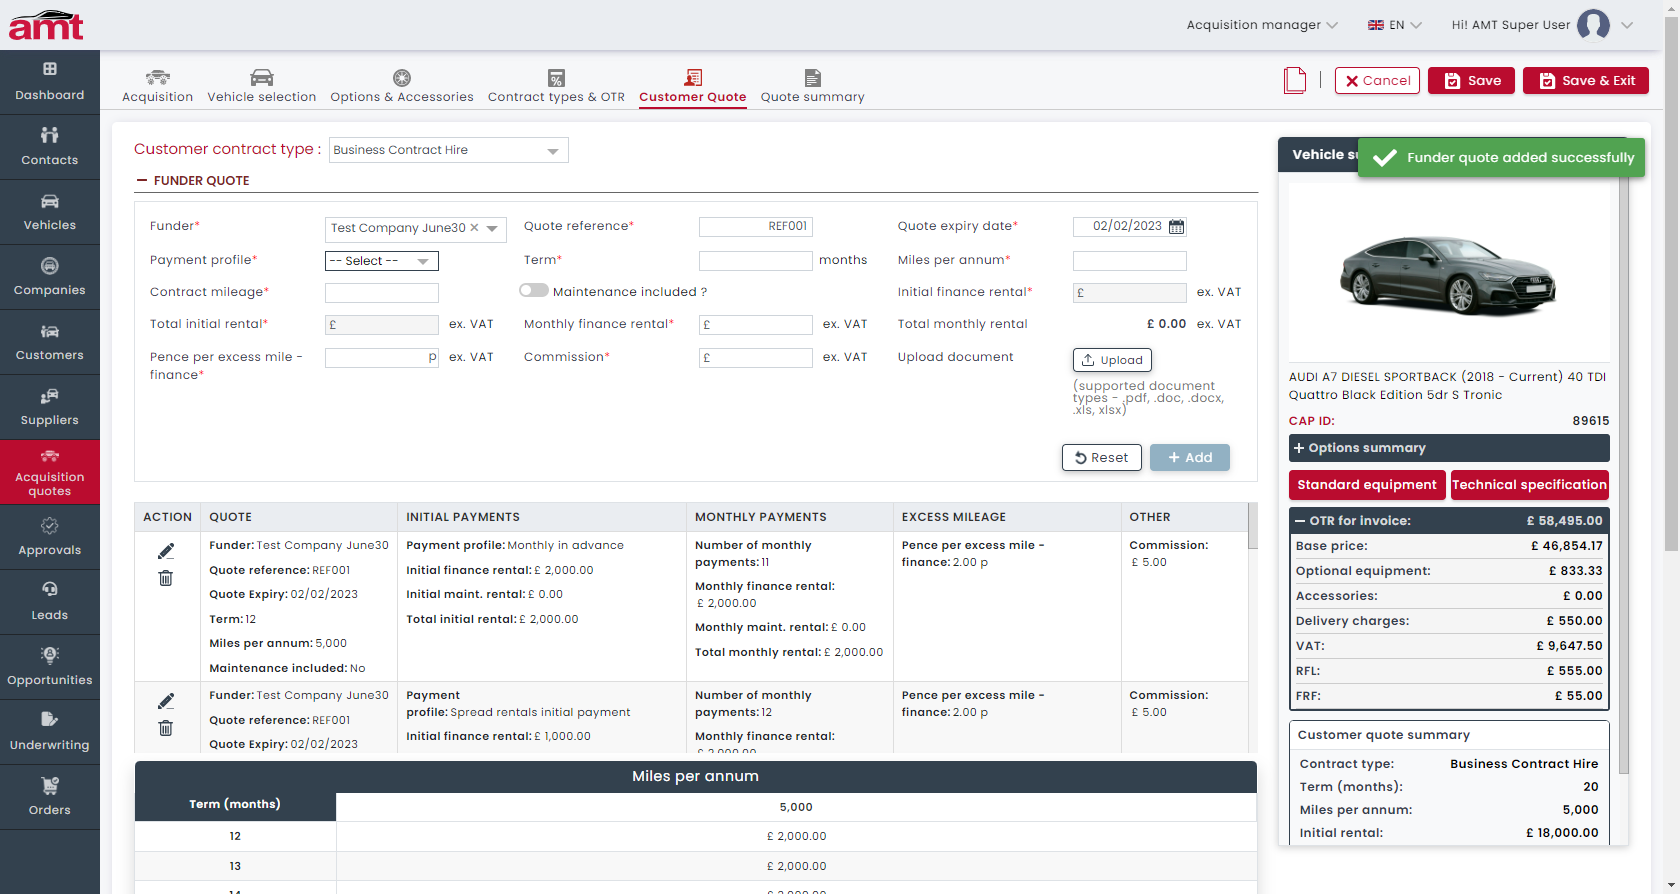 amt
Acquisition manager
EN
Hi! AMT Super User
Dashboard
Contacts
Vehicles
Companies
Customers
Suppliers
Acquisition
quotes
Approvals
Leads
Opportunities
Underwriting
Orders
Acquisition
Vehicle selection
Options & Accessories
Contract types & OTR
Customer Quote
Quote summary
Cancel
Save
Save & Exit
Customer contract type :
Business Contract Hire
FUNDER QUOTE
Funder*
Test Company June30 ×
Quote reference*
REF001
Quote expiry date*
02/02/2023
Payment profile*
-- Select --
Term*
months
Miles per annum*
Contract mileage*
Maintenance included ?
Initial finance rental*
£
ex. VAT
Total initial rental*
£
ex. VAT
Monthly finance rental*
£
ex. VAT
Total monthly rental
£ 0.00 ex. VAT
Pence per excess mile -
finance*
p
ex. VAT
Commission*
£
ex. VAT
Upload document
Upload
(supported document
types - .pdf, .doc, .docx,
.xls, xlsx)
Reset
+ Add
ACTION QUOTE INITIAL PAYMENTS MONTHLY PAYMENTS EXCESS MILEAGE OTHER
Funder: Test Company June30
Quote reference: REF001
Quote Expiry: 02/02/2023
Term: 12
Miles per annum: 5,000
Maintenance included: No
Payment profile: Monthly in advance
Initial finance rental: £ 2,000.00
Initial maint. rental: £ 0.00
Total initial rental: £ 2,000.00
Number of monthly
payments: 11
Monthly finance rental:
£ 2,000.00
Monthly maint. rental: £ 0.00
Total monthly rental: £ 2,000.00
Pence per excess mile -
finance: 2.00 p
Commission:
£ 5.00
Funder: Test Company June30
Quote reference: REF001
Quote Expiry: 02/02/2023
Payment
profile: Spread rentals initial payment
Initial finance rental: £ 1,000.00
Number of monthly
payments: 12
Monthly finance rental:
£ 2,000.00
Pence per excess mile -
finance: 2.00 p
Commission:
£ 5.00
Miles per annum
Term (months)
5,000
12 £ 2,000.00
13 £ 2,000.00
14 £ 2,000.00
Vehicle su
Funder quote added successfully
AUDI A7 DIESEL SPORTBACK (2018 - Current) 40 TDI
Quattro Black Edition 5dr S Tronic
CAP ID: 89615
+ Options summary
Standard equipment
Technical specification
OTR for invoice: £ 58,495.00
Base price: £ 46,854.17
Optional equipment: £ 833.33
Accessories: £ 0.00
Delivery charges: £ 550.00
VAT: £ 9,647.50
RFL: £ 555.00
FRF: £ 55.00
Customer quote summary
Contract type: Business Contract Hire
Term (months): 20
Miles per annum: 5,000
Initial rental: £ 18,000.00